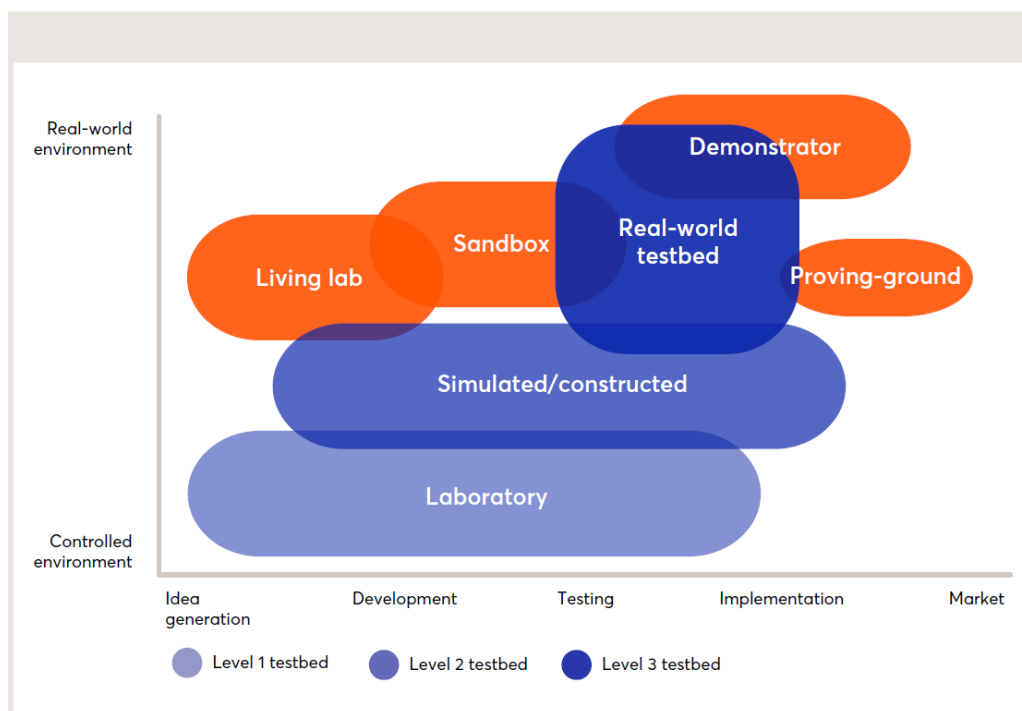 Real-world
environment
Demonstrator
Real-world
testbed
Sandbox
Living lab
Proving-ground
Simulated/constructed
Laboratory
Controlled
environment
Idea
generation
Development
Testing
Implementation
Market
Level 1 testbed
Level 2 testbed
Level 3 testbed